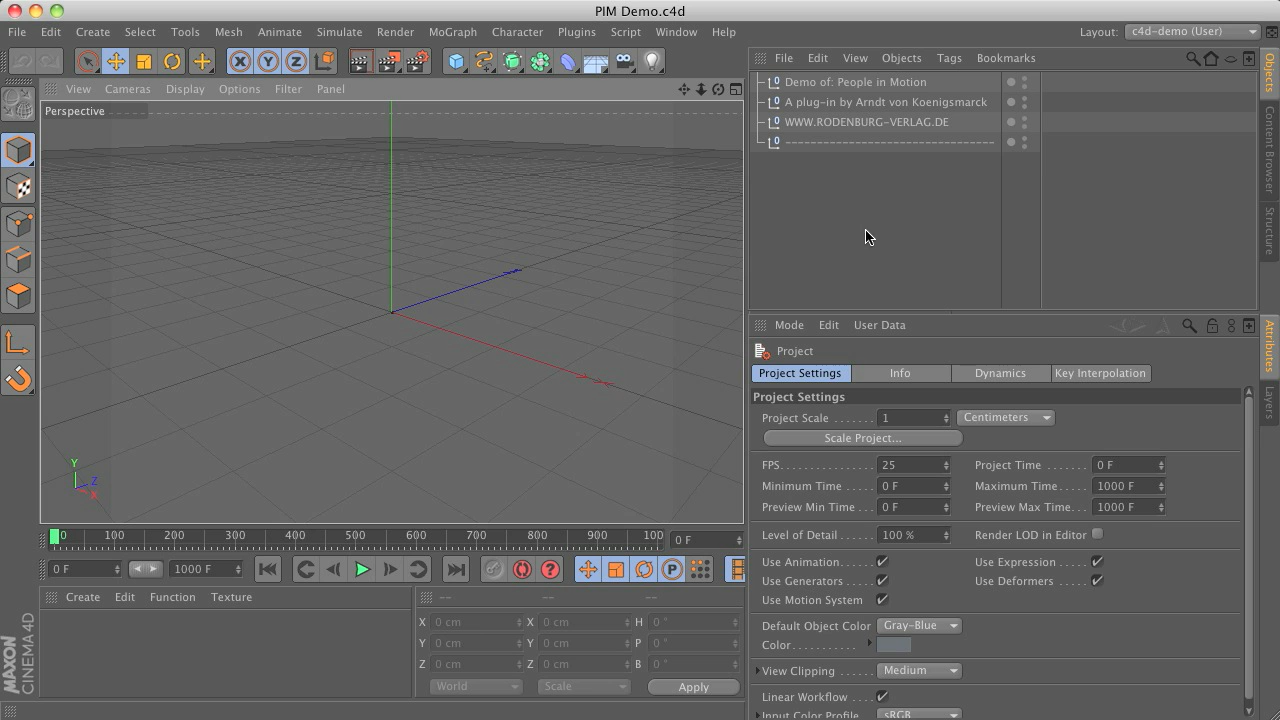 PIM Demo.c4d
File Edit Create Select Tools Mesh Animate Simulate Render MoGraph Character Plugins Script Window Help
Layout: c4d-demo (User)
View Cameras Display Options Filter Panel
Perspective
Y
Z
X
File Edit View Objects Tags Bookmarks
Demo of: People in Motion
A plug-in by Arndt von Koenigsmarck
WWW.RODENBURG-VERLAG.DE
---------------------------------
Objects
Content Browser
Structure
Mode Edit User Data
Project
Project Settings Info Dynamics Key Interpolation
Project Settings
Project Scale ....... 1 Centimeters
Scale Project...
FPS............ 25 Project Time ....... 0 F
Minimum Time ..... 0 F Maximum Time..... 1000 F
Preview Min Time ... 0 F Preview Max Time... 1000 F
Level of Detail ..... 100 % Render LOD in Editor
Use Animation.. Use Expression ..
Use Generators Use Deformers ..
Use Motion System
Default Object Color Gray-Blue
Color...........
View Clipping ...... Medium
Linear Workflow ..
Input Color Profile sRGB
Attributes
Layers
0 100 200 300 400 500 600 700 800 900 100 0 F
0 F 1000 F
P
Create Edit Function Texture
-- -- --
X 0 cm X 0 cm H 0 °
Y 0 cm Y 0 cm P 0 °
Z 0 cm Z 0 cm B 0 °
World Scale Apply
MAXON
CINEMA 4D